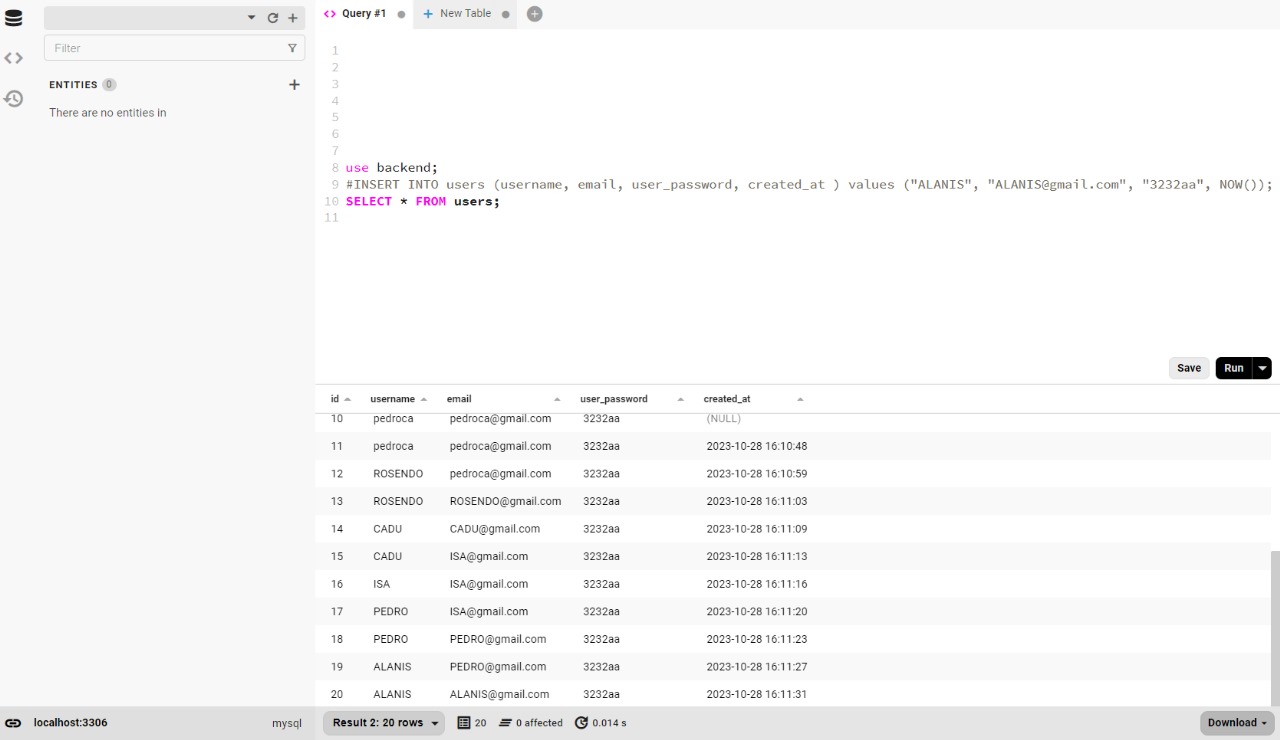 Query #1
New Table
Filter
ENTITIES 0
There are no entities in
1
2
3
4
5
6
7
8 use backend;
9 #INSERT INTO users (username, email, user_password, created_at ) values ("ALANIS", "ALANIS@gmail.com", "3232aa", NOW());
10 SELECT * FROM users;
11
Save Run
id username email user_password created_at
10 pedroca pedroca@gmail.com 3232aa (NULL)
11 pedroca pedroca@gmail.com 3232aa 2023-10-28 16:10:48
12 ROSENDO pedroca@gmail.com 3232aa 2023-10-28 16:10:59
13 ROSENDO ROSENDO@gmail.com 3232aa 2023-10-28 16:11:03
14 CADU CADU@gmail.com 3232aa 2023-10-28 16:11:09
15 CADU ISA@gmail.com 3232aa 2023-10-28 16:11:13
16 ISA ISA@gmail.com 3232aa 2023-10-28 16:11:16
17 PEDRO ISA@gmail.com 3232aa 2023-10-28 16:11:20
18 PEDRO PEDRO@gmail.com 3232aa 2023-10-28 16:11:23
19 ALANIS PEDRO@gmail.com 3232aa 2023-10-28 16:11:27
20 ALANIS ALANIS@gmail.com 3232aa 2023-10-28 16:11:31
localhost:3306 mysql Result 2: 20 rows 20 0 affected 0.014 s Download